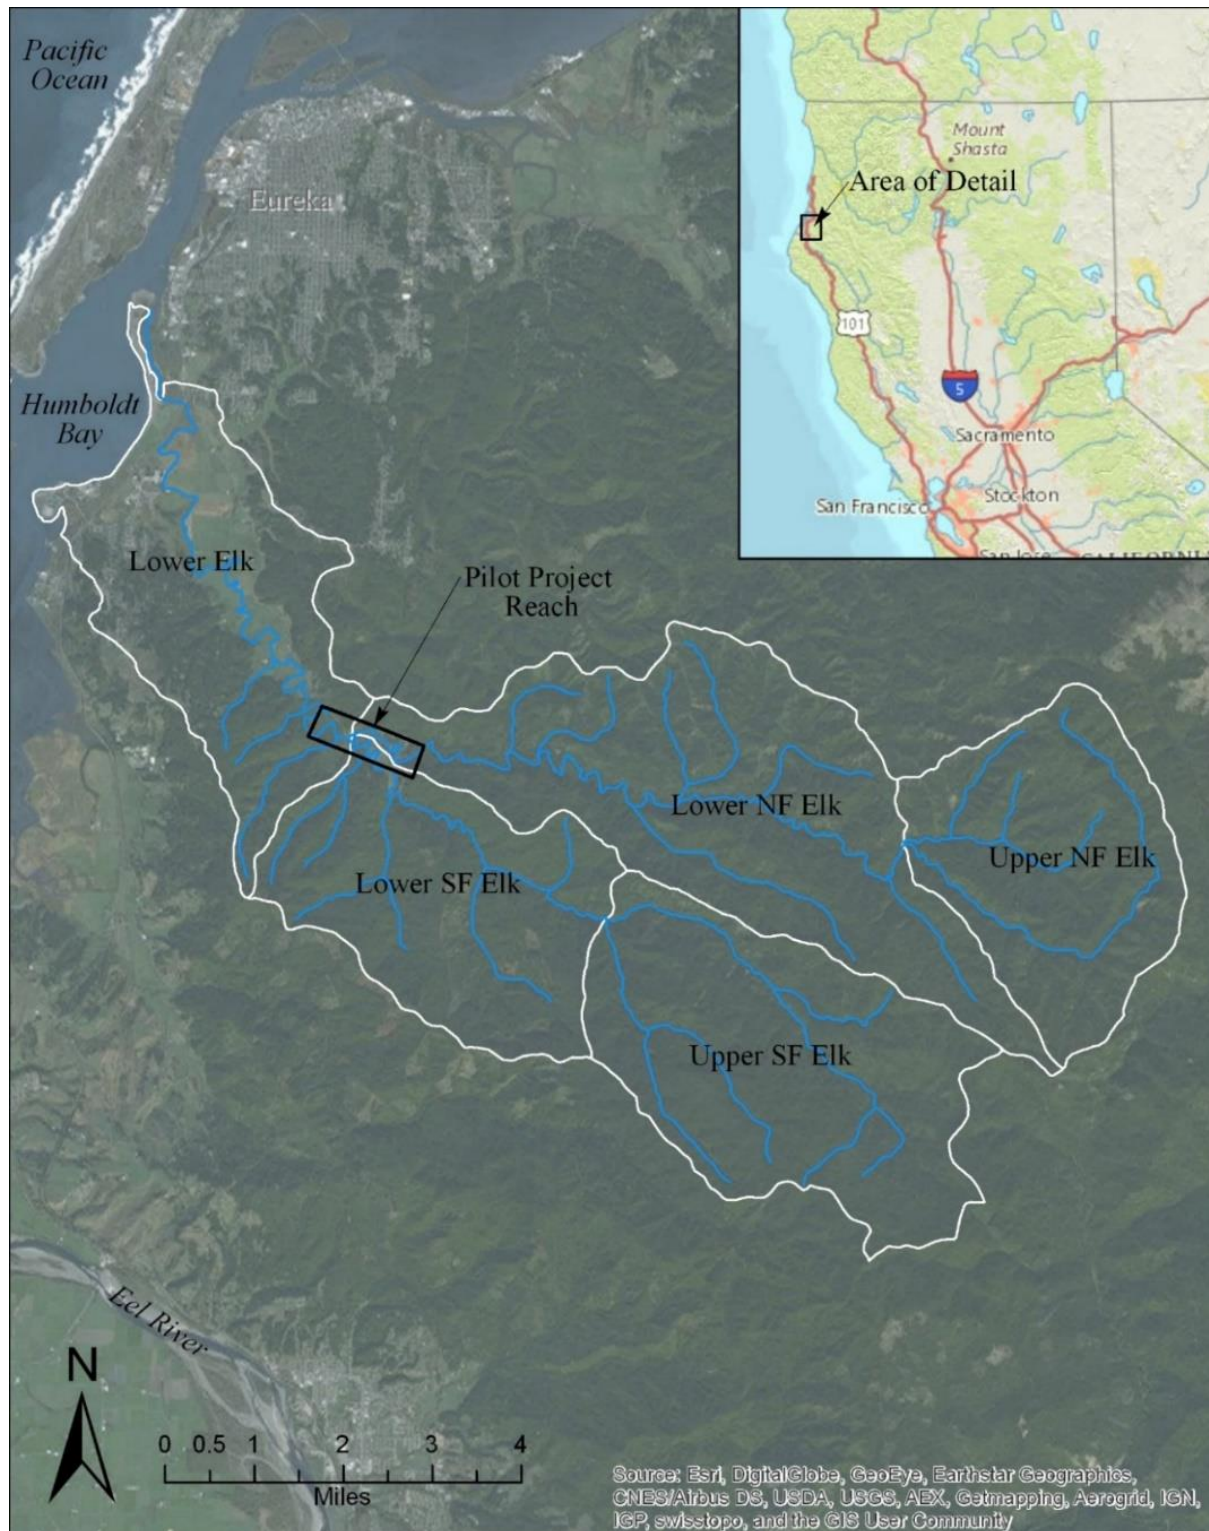 Pacific
Ocean
Eureka
Humboldt
Bay
Mount
Shasta
Area of Detail
101
5
Sacramento
San Francisco
Stockton
Lower Elk
Pilot Project
Reach
Lower NF Elk
Upper NF Elk
Lower SF Elk
Upper SF Elk
Eel River
N
0 0.5 1 2 3 4
Miles
Source: Esri, DigitalGlobe, GeoEye, Earthstar Geographics,
CNES/Airbus DS, USDA, USGS, AEX, Getmapping, Aerogrid, IGN,
IGP, swisstopo, and the GIS User Community